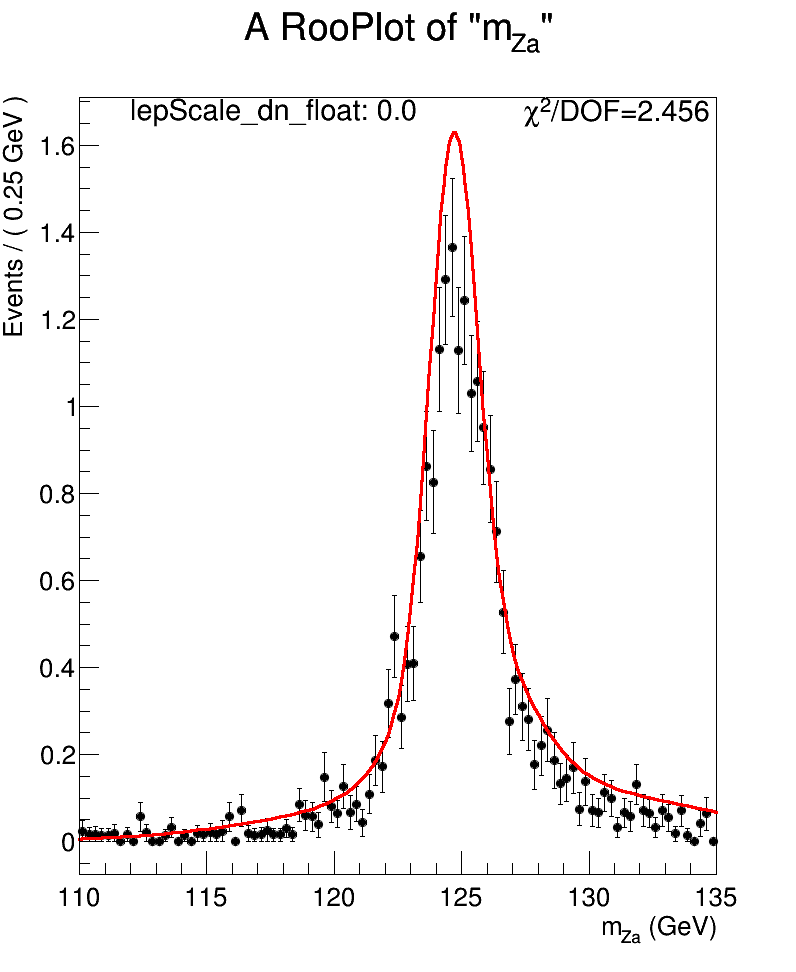 A RooPlot of "m_Za"
lepScale_dn_float: 0.0
χ²/DOF=2.456
Events / ( 0.25 GeV )
1.6
1.4
1.2
1
0.8
0.6
0.4
0.2
0
110 115 120 125 130 135
m_Za (GeV)